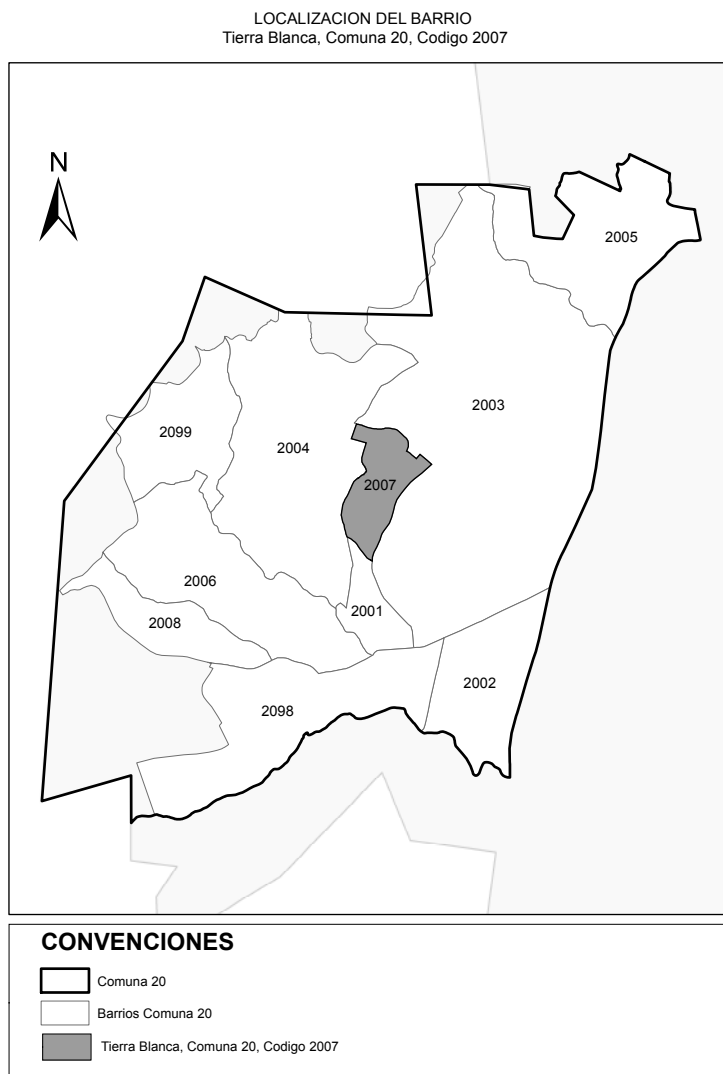 LOCALIZACION DEL BARRIO
Tierra Blanca, Comuna 20, Codigo 2007
N
2005
2003
2099
2004
2007
2006
2001
2008
2002
2098
CONVENCIONES
Comuna 20
Barrios Comuna 20
Tierra Blanca, Comuna 20, Codigo 2007